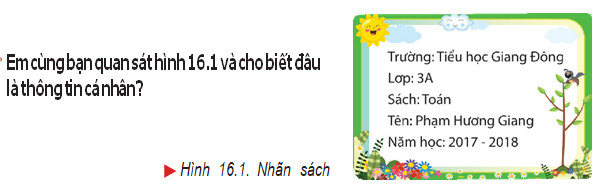 Em cùng bạn quan sát hình 16.1 và cho biết đâu
là thông tin cá nhân?
▶ Hình 16.1. Nhãn sách
Trường: Tiểu học Giang Đông
Lơp: 3A
Sách: Toán
Tên: Phạm Hương Giang
Năm học: 2017 - 2018